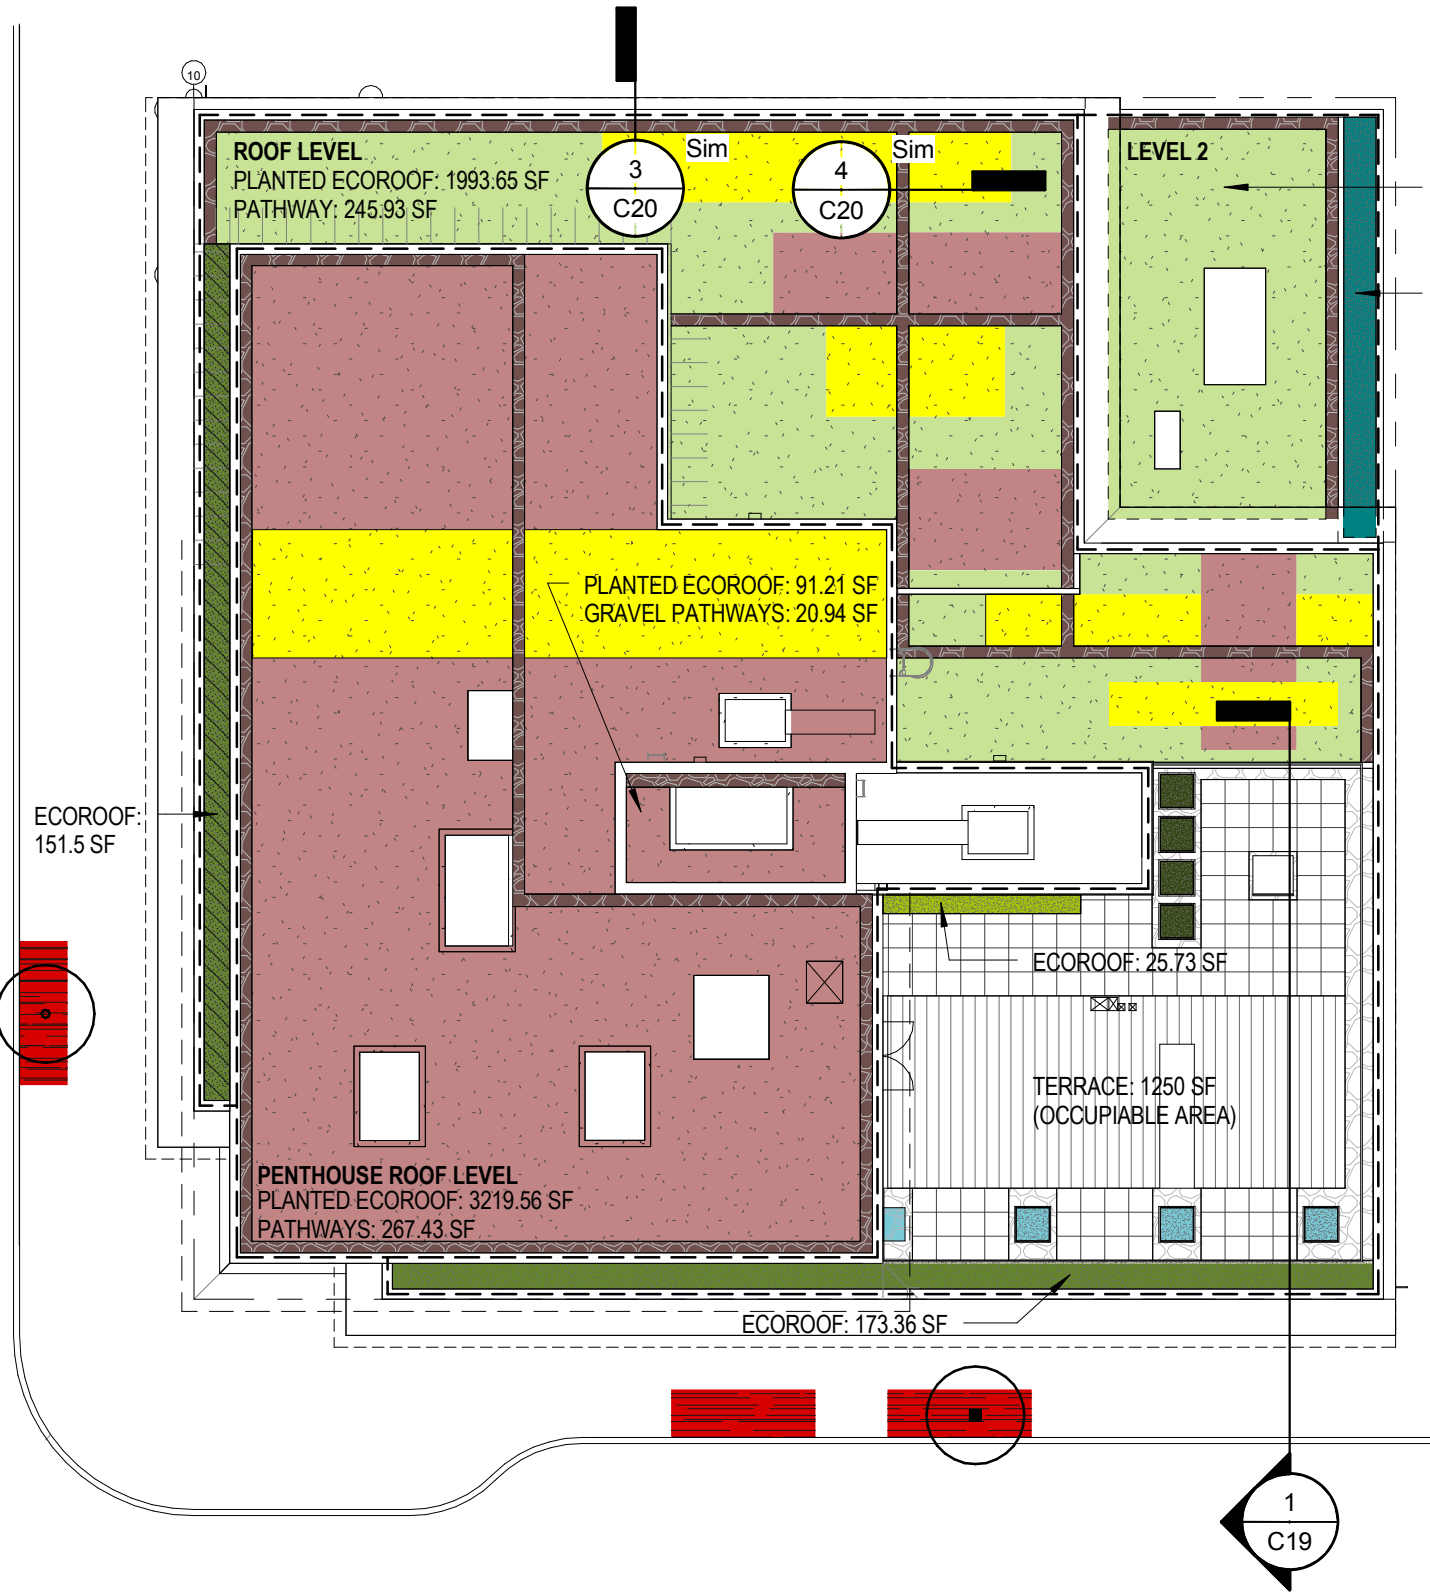 10
ROOF LEVEL
PLANTED ECOROOF: 1993.65 SF
PATHWAY: 245.93 SF
3
C20
Sim
4
C20
Sim
LEVEL 2
PLANTED ECOROOF: 91.21 SF
GRAVEL PATHWAYS: 20.94 SF
ECOROOF:
151.5 SF
ECOROOF: 25.73 SF
TERRACE: 1250 SF
(OCCUPIABLE AREA)
PENTHOUSE ROOF LEVEL
PLANTED ECOROOF: 3219.56 SF
PATHWAYS: 267.43 SF
ECOROOF: 173.36 SF
1
C19